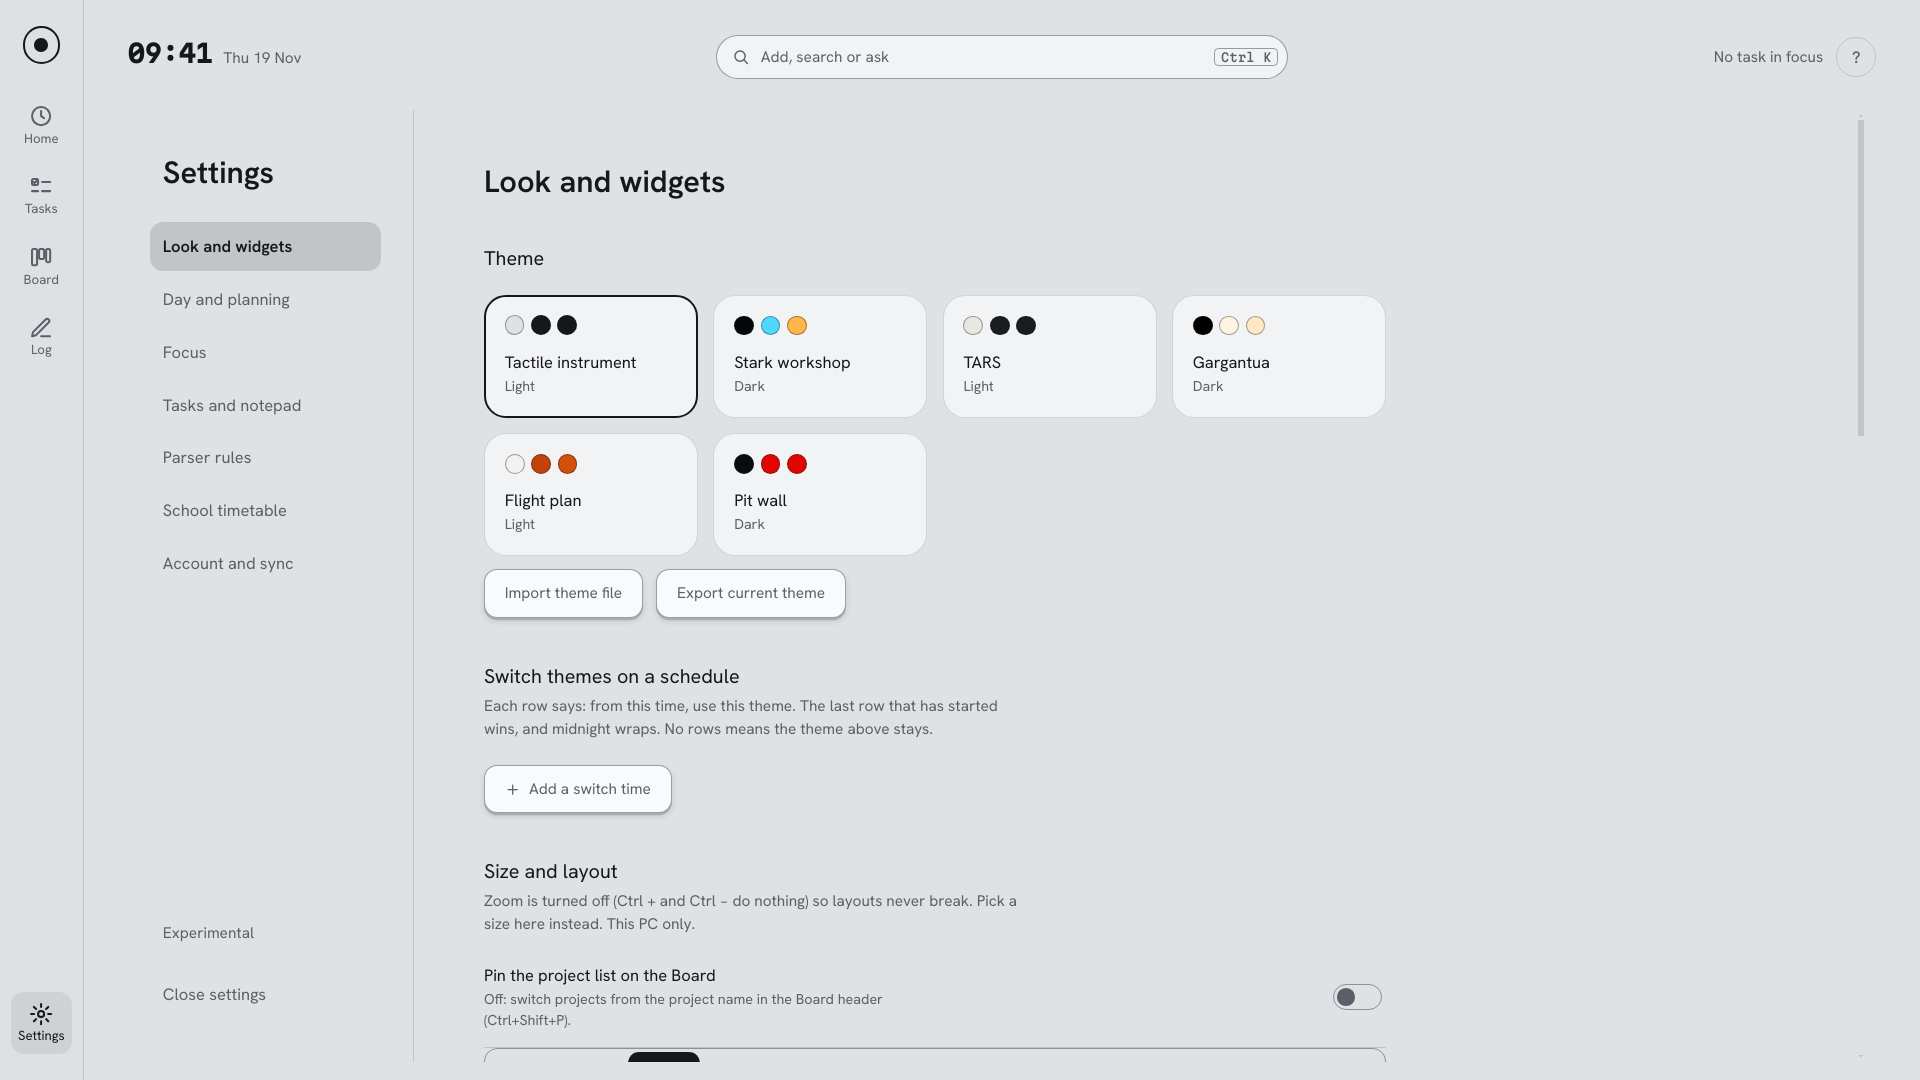 09:41 Thu 19 Nov
Add, search or ask
Ctrl K
No task in focus
?
Home
Tasks
Board
Log
Settings
Settings
Look and widgets
Day and planning
Focus
Tasks and notepad
Parser rules
School timetable
Account and sync
Experimental
Close settings
Look and widgets
Theme
Tactile instrument
Light
Stark workshop
Dark
TARS
Light
Gargantua
Dark
Flight plan
Light
Pit wall
Dark
Import theme file
Export current theme
Switch themes on a schedule
Each row says: from this time, use this theme. The last row that has started
wins, and midnight wraps. No rows means the theme above stays.
+ Add a switch time
Size and layout
Zoom is turned off (Ctrl + and Ctrl − do nothing) so layouts never break. Pick a
size here instead. This PC only.
Pin the project list on the Board
Off: switch projects from the project name in the Board header
(Ctrl+Shift+P).